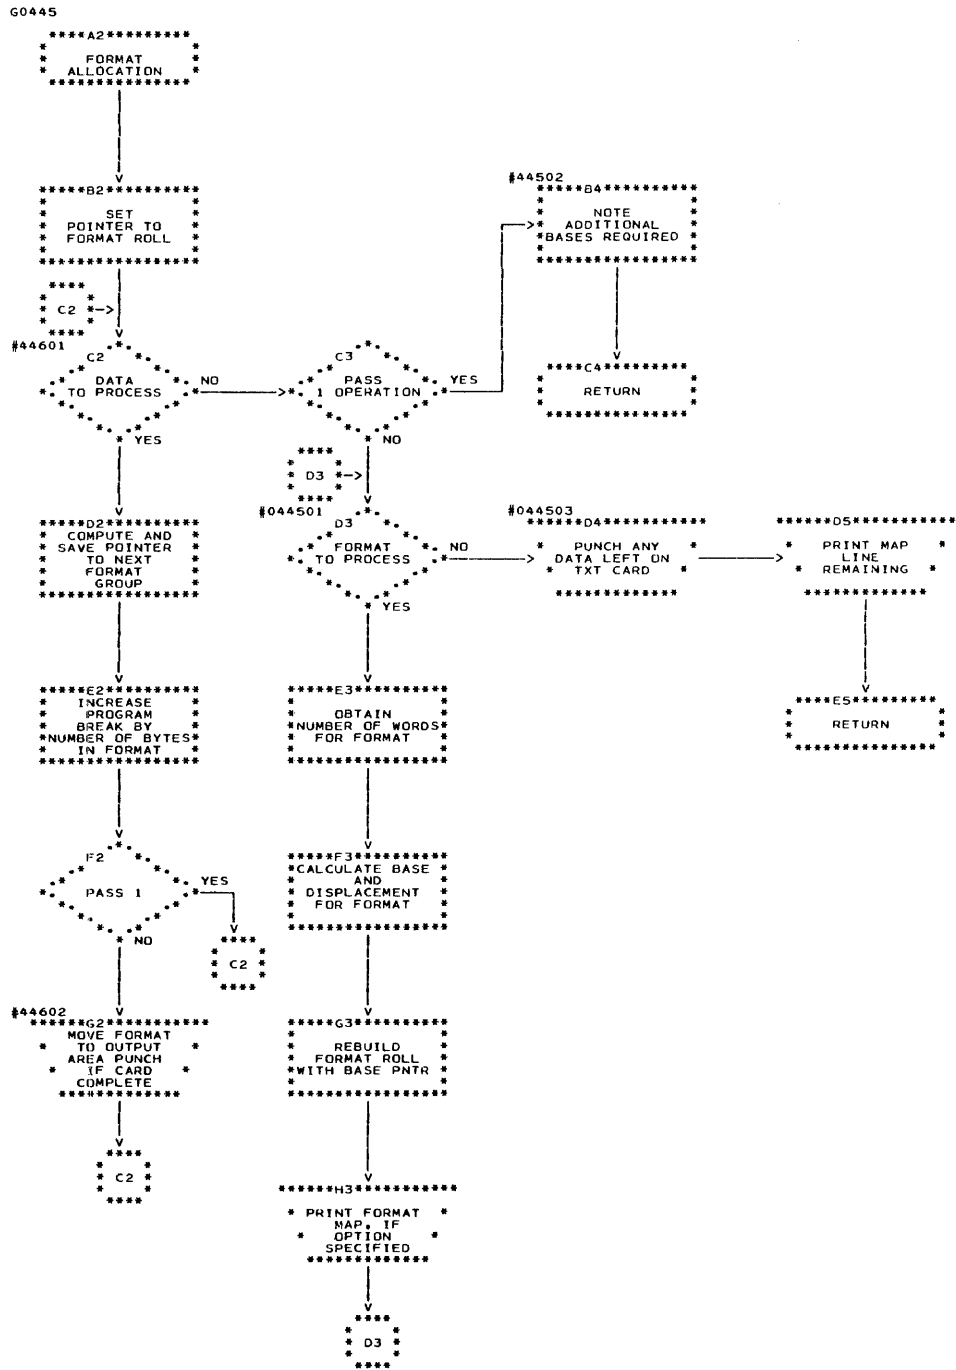 G0445
A2
FORMAT
ALLOCATION
B2
SET
POINTER TO
FORMAT ROLL
#44502
B4
NOTE
ADDITIONAL
BASES REQUIRED
C2
#44601
C2
DATA
TO PROCESS
NO
YES
C3
PASS
1 OPERATION
YES
NO
C4
RETURN
D3
D2
COMPUTE AND
SAVE POINTER
TO NEXT
FORMAT
GROUP
#044501
D3
FORMAT
TO PROCESS
NO
YES
#044503
D4
PUNCH ANY
DATA LEFT ON
TXT CARD
D5
PRINT MAP
LINE
REMAINING
E2
INCREASE
PROGRAM
BREAK BY
NUMBER OF BYTES
IN FORMAT
E3
OBTAIN
NUMBER OF WORDS
FOR FORMAT
E5
RETURN
F2
PASS 1
YES
NO
C2
F3
CALCULATE BASE
AND
DISPLACEMENT
FOR FORMAT
#44602
G2
MOVE FORMAT
TO OUTPUT
AREA PUNCH
IF CARD
COMPLETE
G3
REBUILD
FORMAT ROLL
WITH BASE PNTR
C2
H3
PRINT FORMAT
MAP, IF
OPTION
SPECIFIED
D3